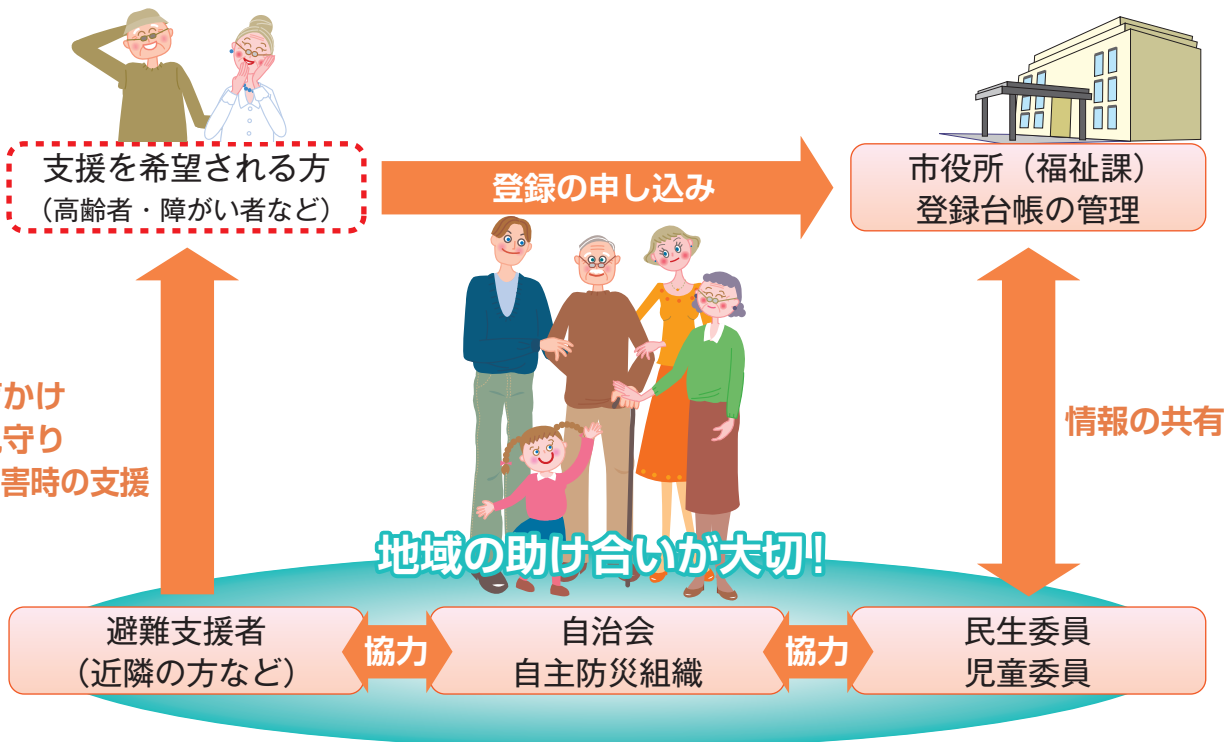 支援を希望される方
(高齢者・障がい者など)
登録の申し込み
市役所(福祉課)
登録台帳の管理
かけ
守り
害時の支援
情報の共有
地域の助け合いが大切!
避難支援者
(近隣の方など)
協力
自治会
自主防災組織
協力
民生委員
児童委員